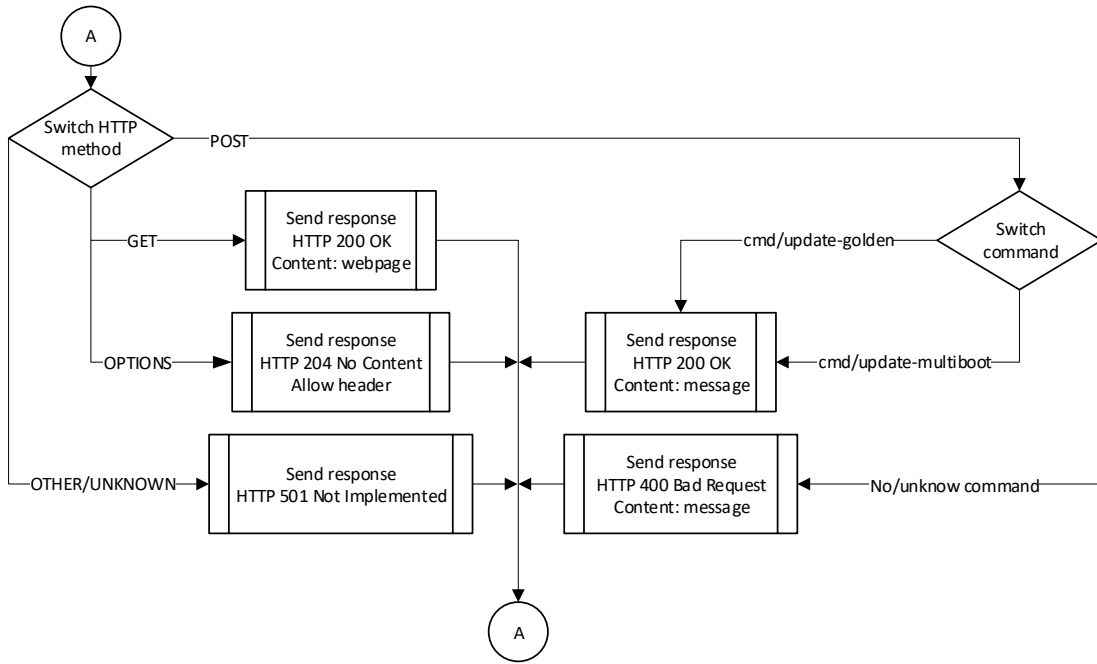 A
Switch HTTP
method
POST
Send response
HTTP 200 OK
Content: webpage
GET
cmd/update-golden
Switch
command
Send response
HTTP 204 No Content
Allow header
OPTIONS
Send response
HTTP 200 OK
Content: message
cmd/update-multiboot
OTHER/UNKNOWN
Send response
HTTP 501 Not Implemented
Send response
HTTP 400 Bad Request
Content: message
No/unknow command
A